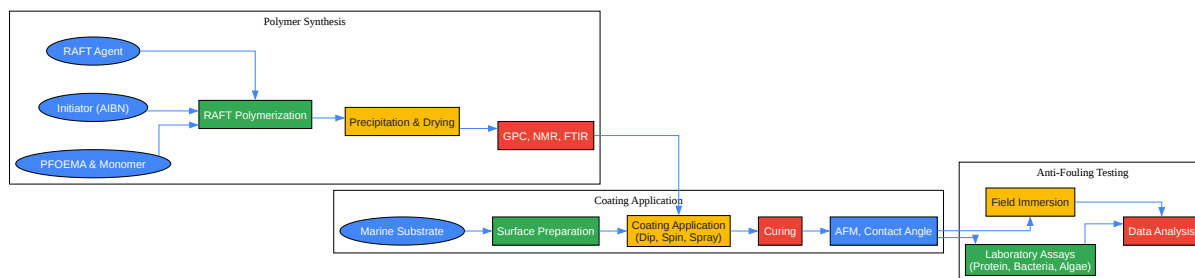 Polymer Synthesis
RAFT Agent
Initiator (AIBN)
PFOEMA & Monomer
RAFT Polymerization
Precipitation & Drying
GPC, NMR, FTIR
Coating Application
Marine Substrate
Surface Preparation
Coating Application
(Dip, Spin, Spray)
Curing
AFM, Contact Angle
Anti-Fouling Testing
Field Immersion
Laboratory Assays
(Protein, Bacteria, Algae)
Data Analysis